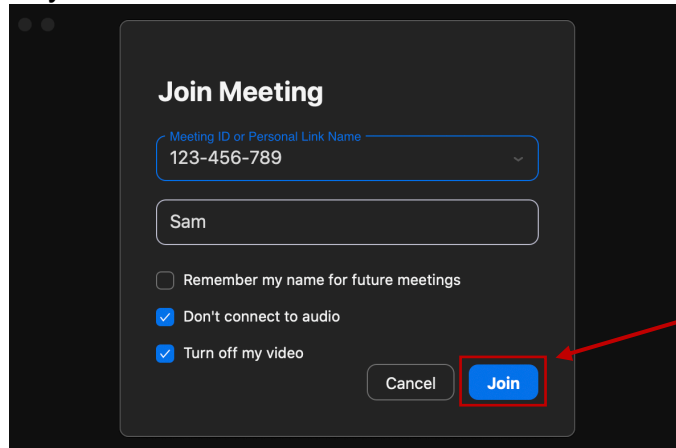 Join Meeting
Meeting ID or Personal Link Name
123-456-789
Sam
Remember my name for future meetings
Don't connect to audio
Turn off my video
Cancel Join